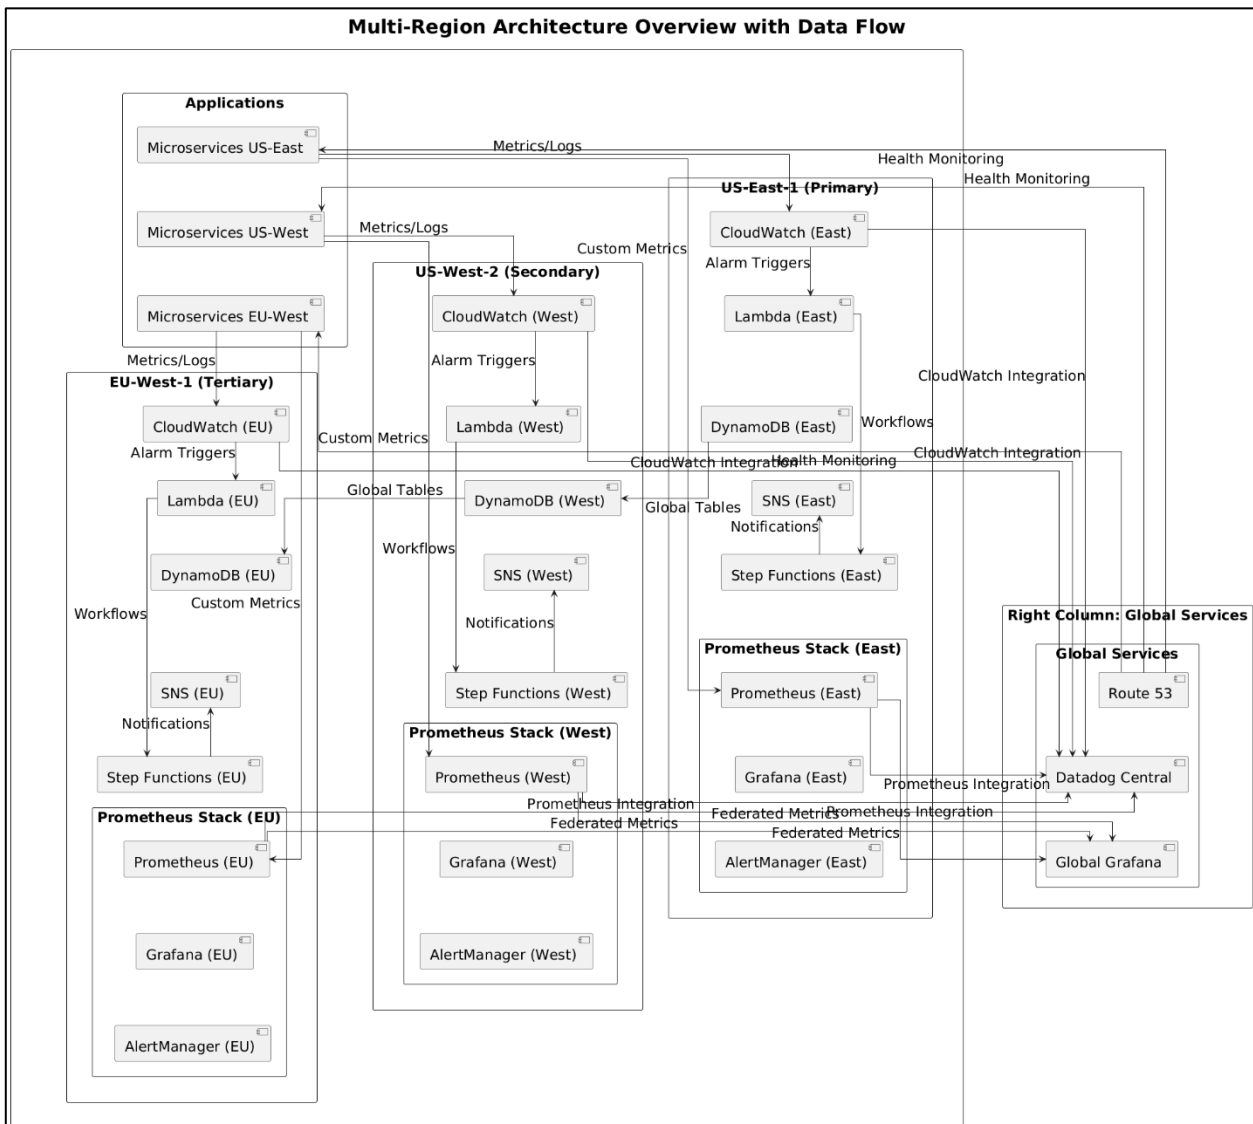 Multi-Region Architecture Overview with Data Flow
Applications
Microservices US-East
Metrics/Logs
Health Monitoring
Health Monitoring
US-East-1 (Primary)
Microservices US-West
Metrics/Logs
CloudWatch (East)
Custom Metrics
Alarm Triggers
US-West-2 (Secondary)
Microservices EU-West
CloudWatch (West)
Lambda (East)
Metrics/Logs
Alarm Triggers
CloudWatch Integration
EU-West-1 (Tertiary)
CloudWatch (EU)
Lambda (West)
DynamoDB (East)
Workflows
Custom Metrics
Alarm Triggers
CloudWatch Integration
Health Monitoring
CloudWatch Integration
Global Tables
Lambda (EU)
DynamoDB (West)
SNS (East)
Global Tables
Notifications
Workflows
DynamoDB (EU)
SNS (West)
Step Functions (East)
Custom Metrics
Workflows
Notifications
Right Column: Global Services
Prometheus Stack (East)
Global Services
SNS (EU)
Step Functions (West)
Prometheus (East)
Route 53
Notifications
Prometheus Stack (West)
Step Functions (EU)
Prometheus (West)
Grafana (East)
Datadog Central
Prometheus Integration
Prometheus Integration
Prometheus Stack (EU)
Federated Metrics
Prometheus Integration
Federated Metrics
Federated Metrics
Prometheus (EU)
Grafana (West)
AlertManager (East)
Global Grafana
Grafana (EU)
AlertManager (West)
AlertManager (EU)